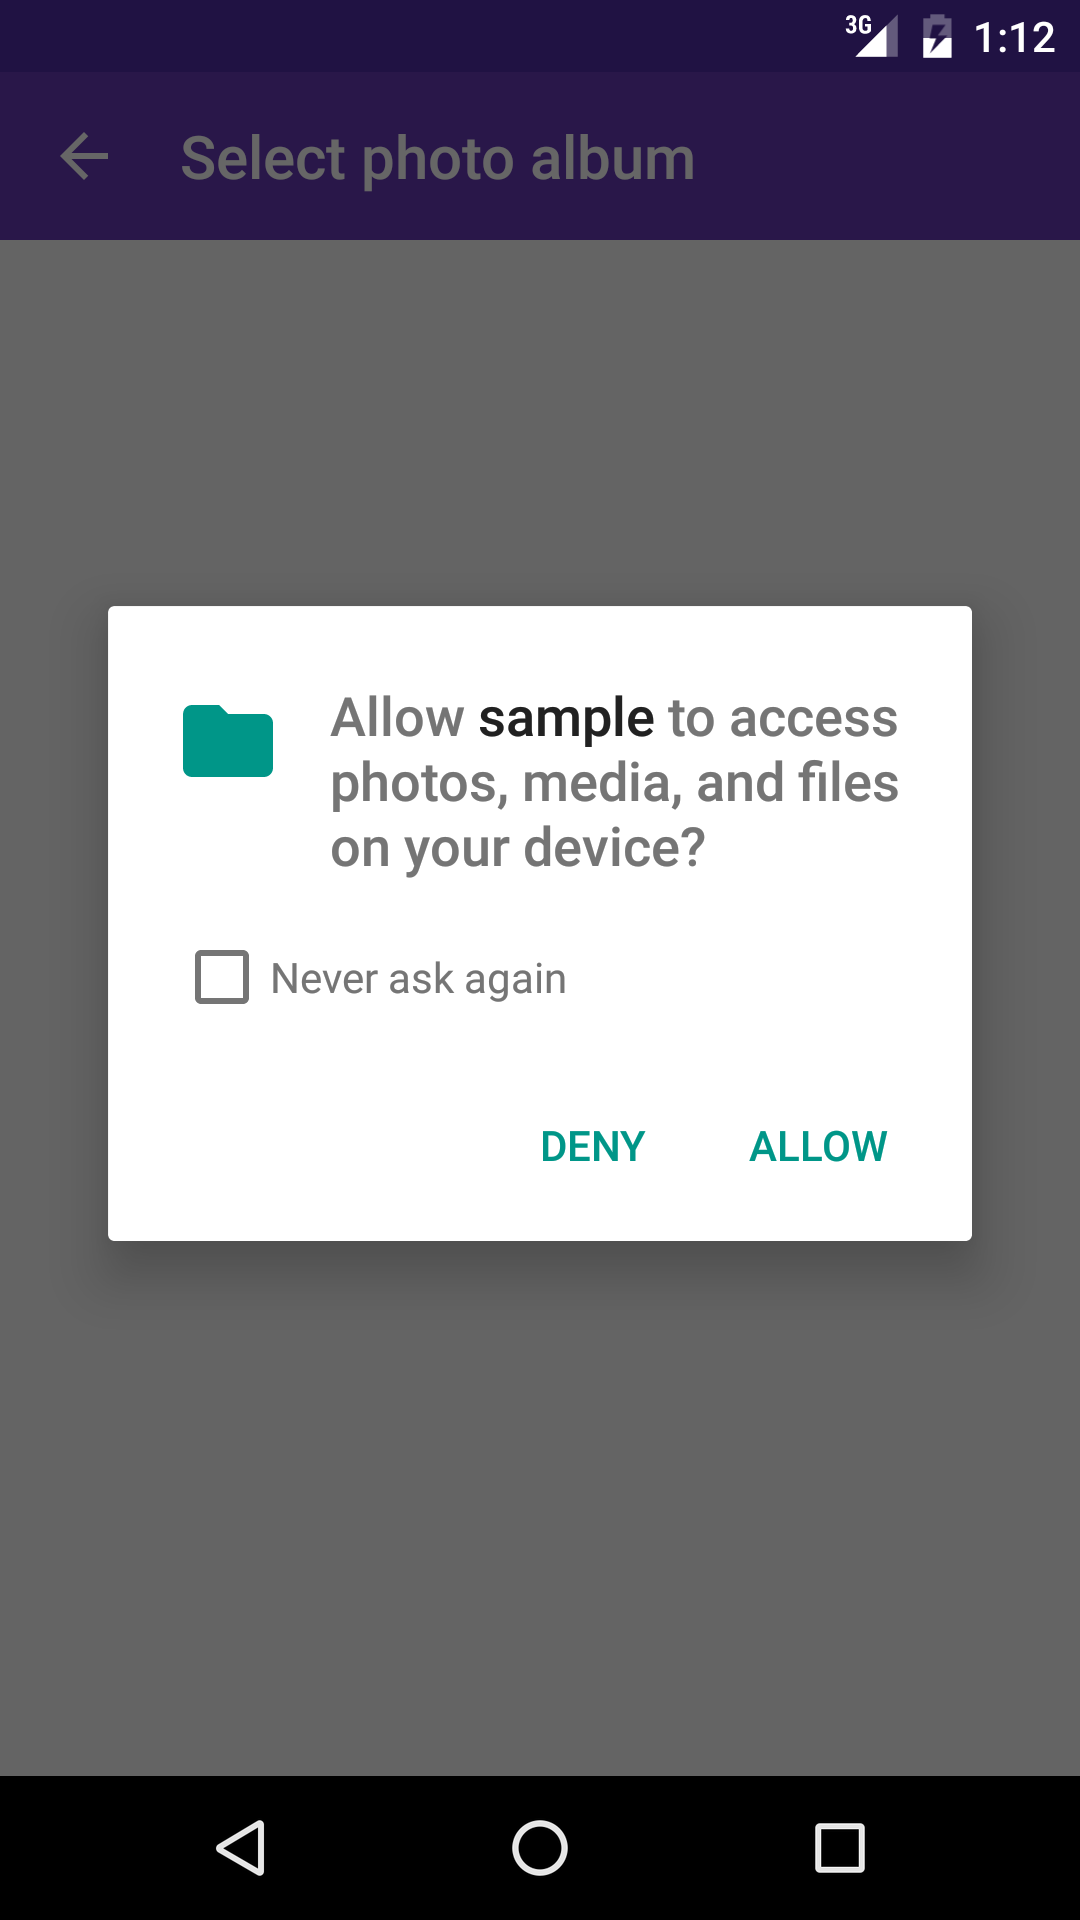 3G 1:12
Select photo album
Allow sample to access
photos, media, and files
on your device?
Never ask again
DENY ALLOW